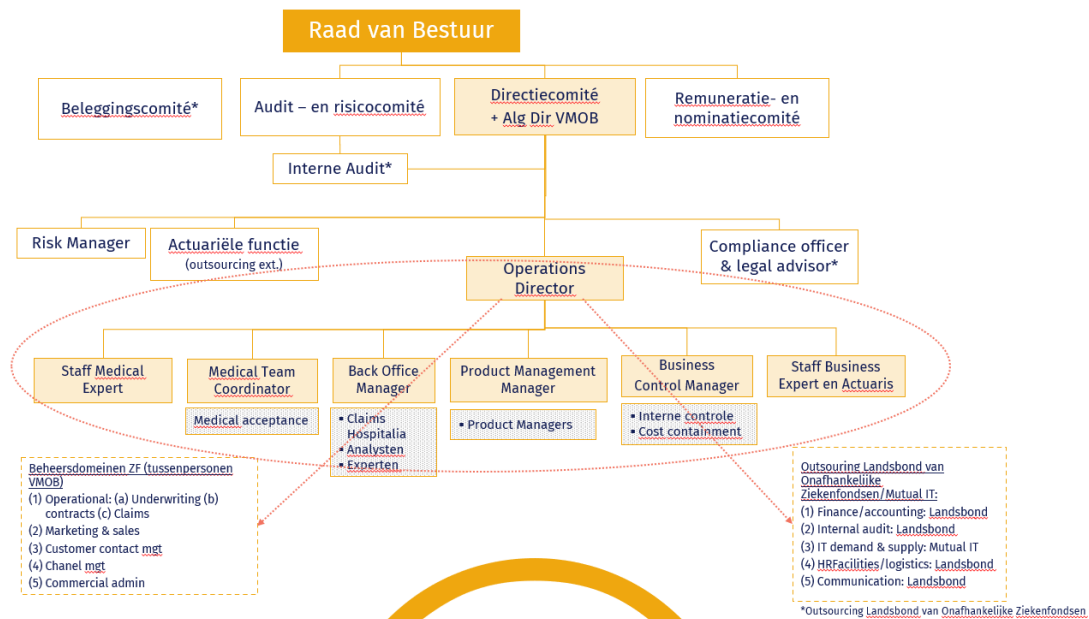 Raad van Bestuur
Beleggingscomité*
Audit – en risicocomité
Directiecomité
+ Alg Dir VMOB
Remuneratie- en
nominatiecomité
Interne Audit*
Risk Manager
Actuariële functie
(outsourcing ext.)
Compliance officer
& legal advisor*
Operations
Director
Staff Medical
Expert
Medical Team
Coordinator
Back Office
Manager
Product Management
Manager
Business
Control Manager
Staff Business
Expert en Actuaris
Medical acceptance
▪ Claims
Hospitalia
▪ Analysten
▪ Experten
▪ Product Managers
▪ Interne controle
▪ Cost containment
Beheersdomeinen ZF (tussenpersonen
VMOB)
(1) Operational: (a) Underwriting (b)
contracts (c) Claims
(2) Marketing & sales
(3) Customer contact mgt
(4) Chanel mgt
(5) Commercial admin
Outsouring Landsbond van
Onafhankelijke
Ziekenfondsen/Mutual IT:
(1) Finance/accounting: Landsbond
(2) Internal audit: Landsbond
(3) IT demand & supply: Mutual IT
(4) HRFacilities/logistics: Landsbond
(5) Communication: Landsbond
*Outsourcing Landsbond van Onafhankelijke Ziekenfondsen